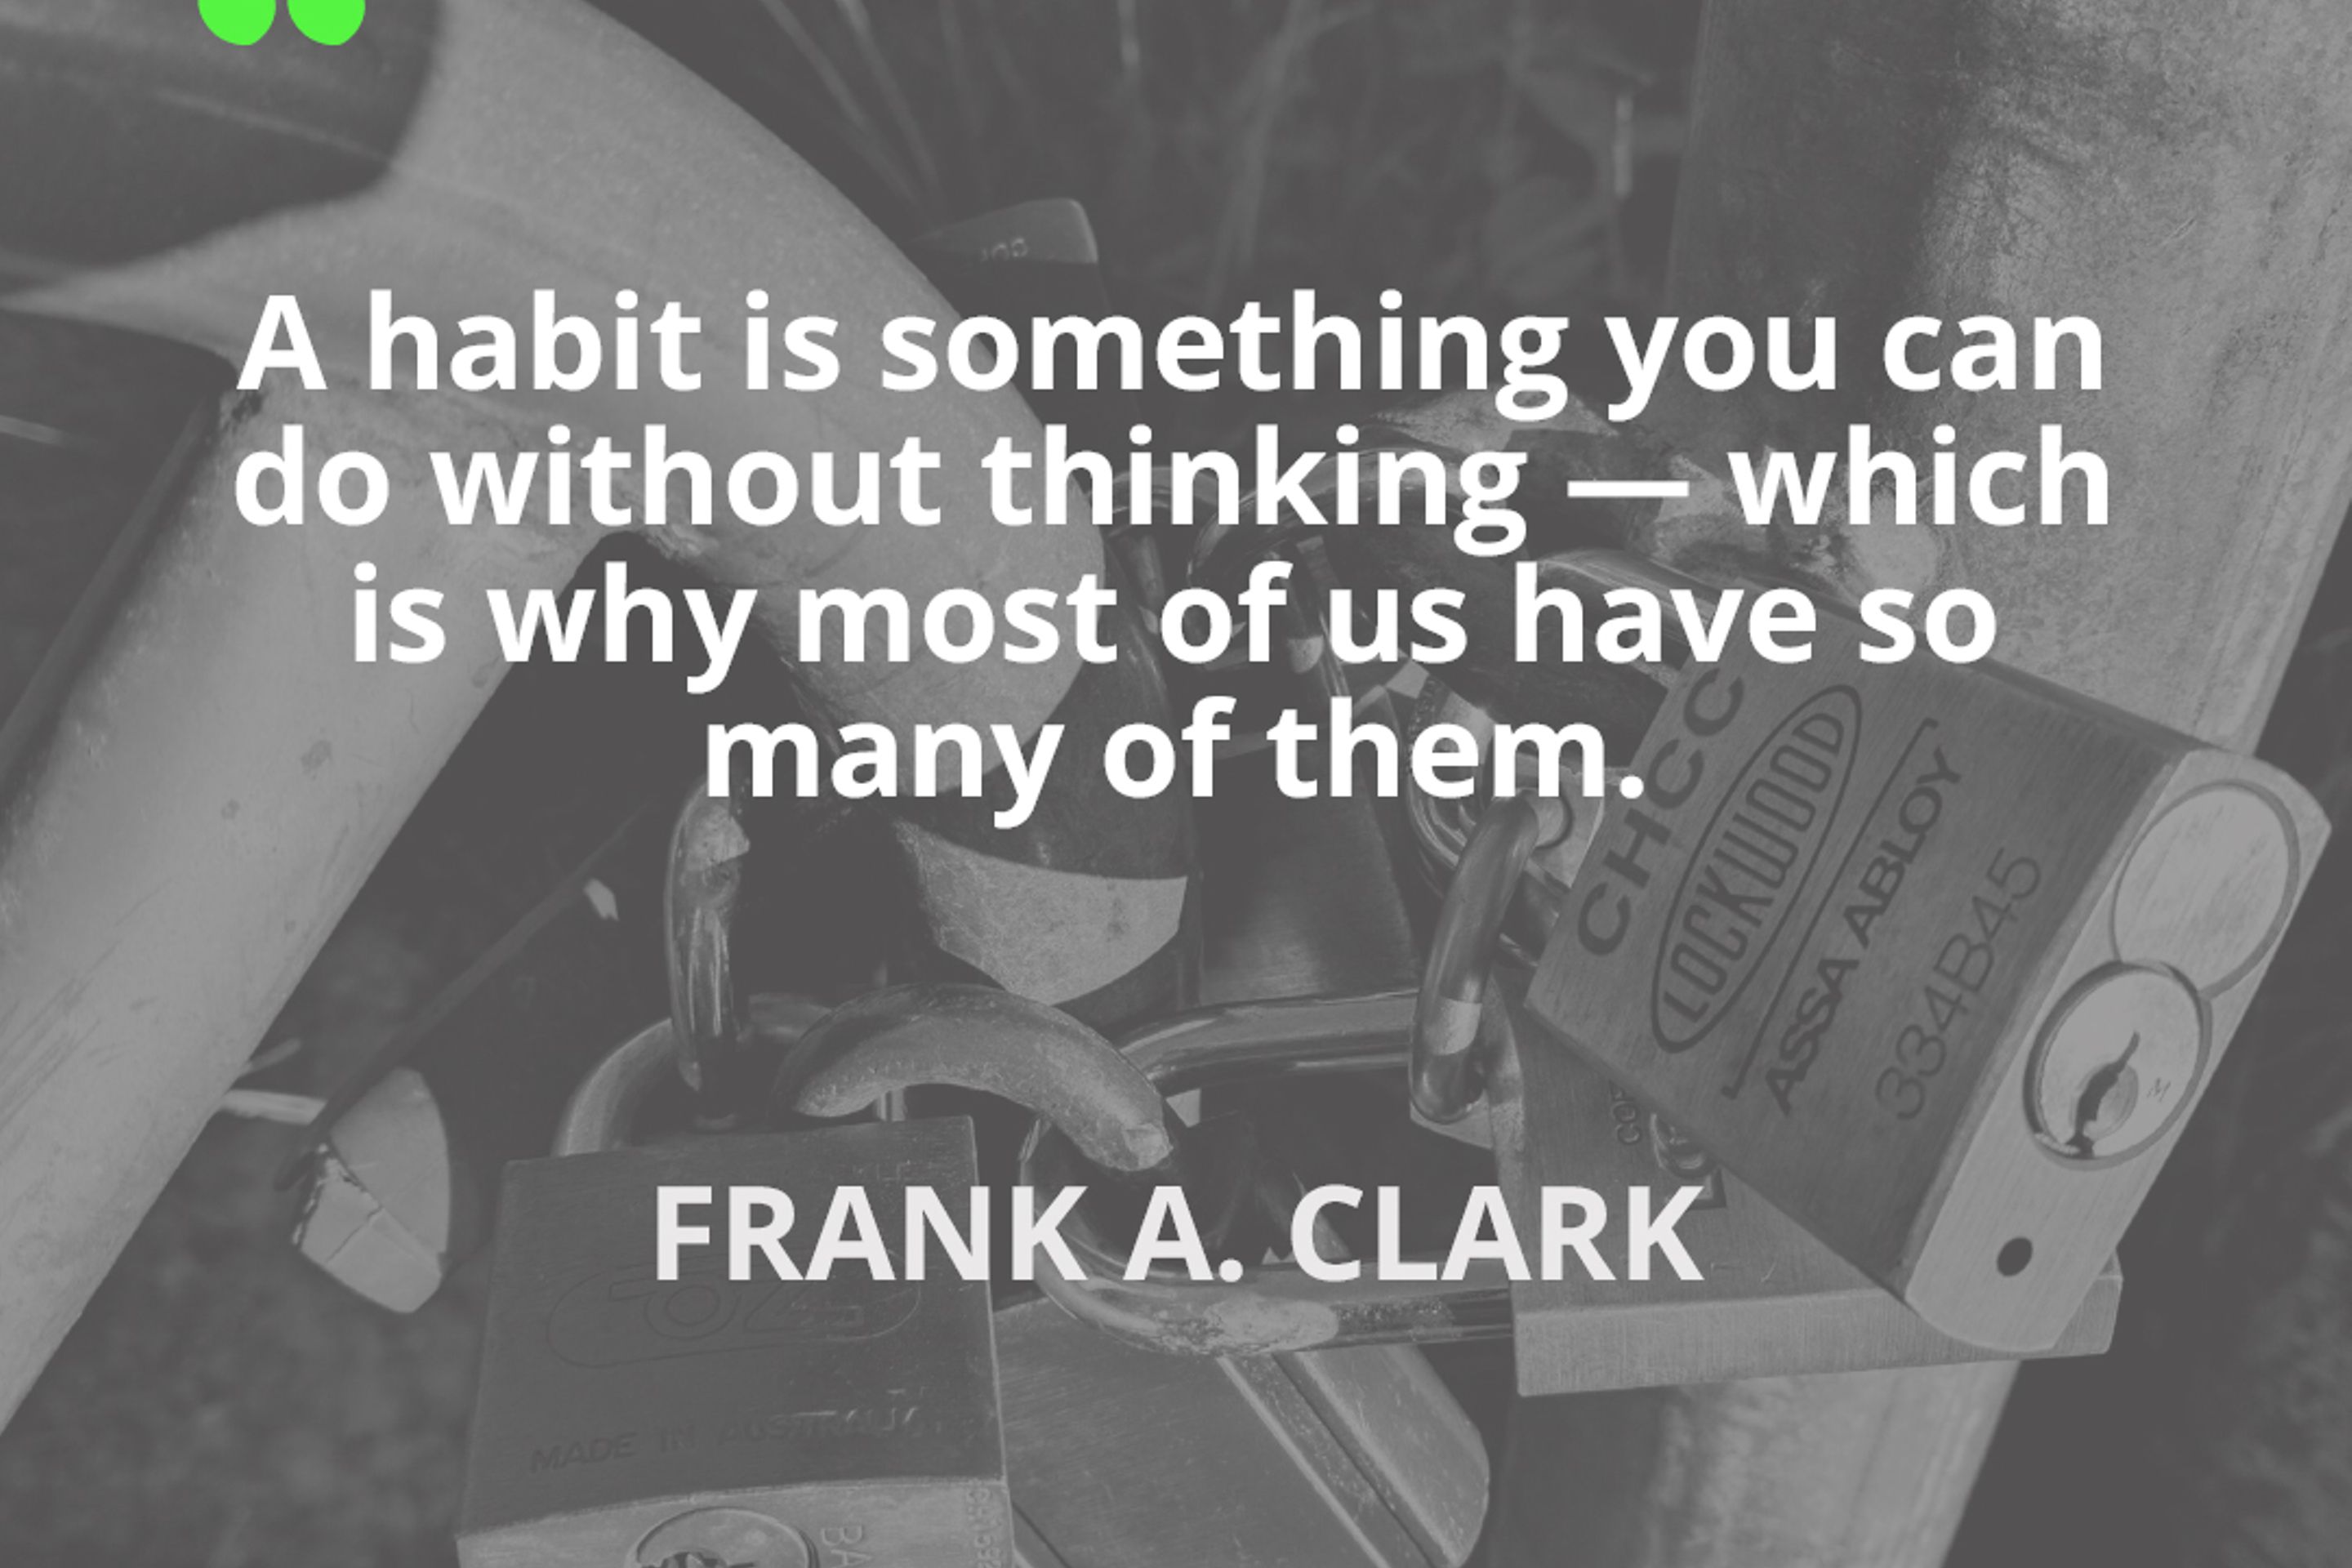 A habit is something you can
do without thinking — which
is why most of us have so
many of them.
CHCC
LOCKWOOD
ASSA ABLOY
334B45
M
FRANK A. CLARK
MADE IN AUSTRALIA